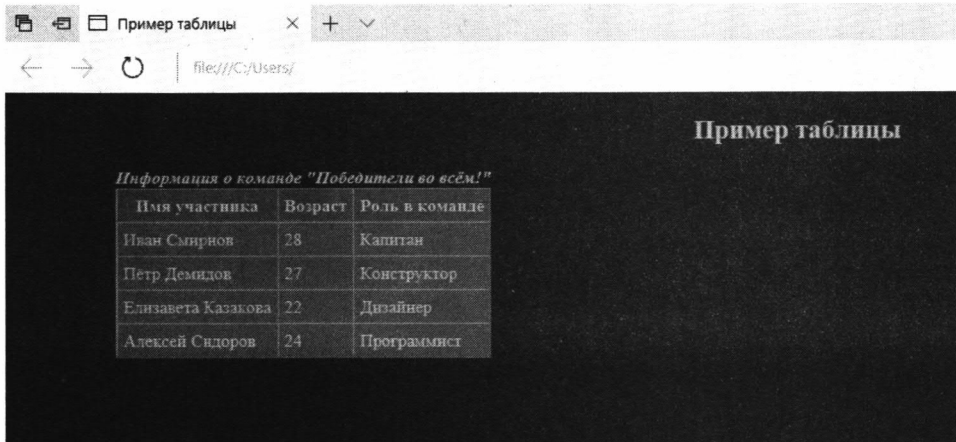 Пример таблицы
file:///C:/Users/
Пример таблицы
Информация о команде "Победители во всём!"
Имя участника Возраст Роль в команде
Иван Смирнов 28 Капитан
Пётр Демидов 27 Конструктор
Елизавета Казакова 22 Дизайнер
Алексей Сидоров 24 Программист